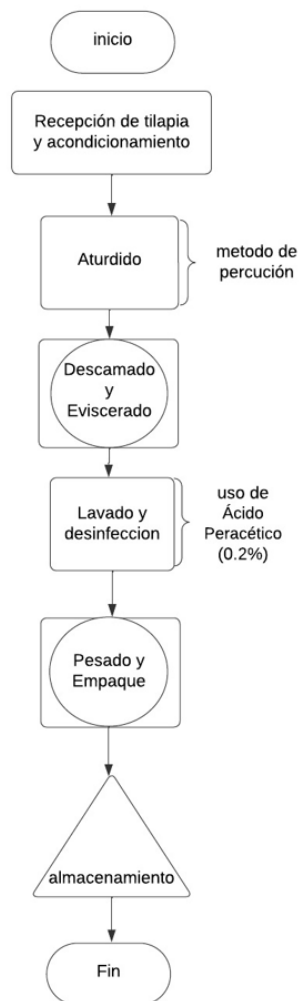 inicio
Recepción de tilapia
y acondicionamiento
Aturdido
metodo de
percución
Descamado
y
Eviscerado
Lavado y
desinfeccion
uso de
Ácido
Peracético
(0.2%)
Pesado y
Empaque
almacenamiento
Fin